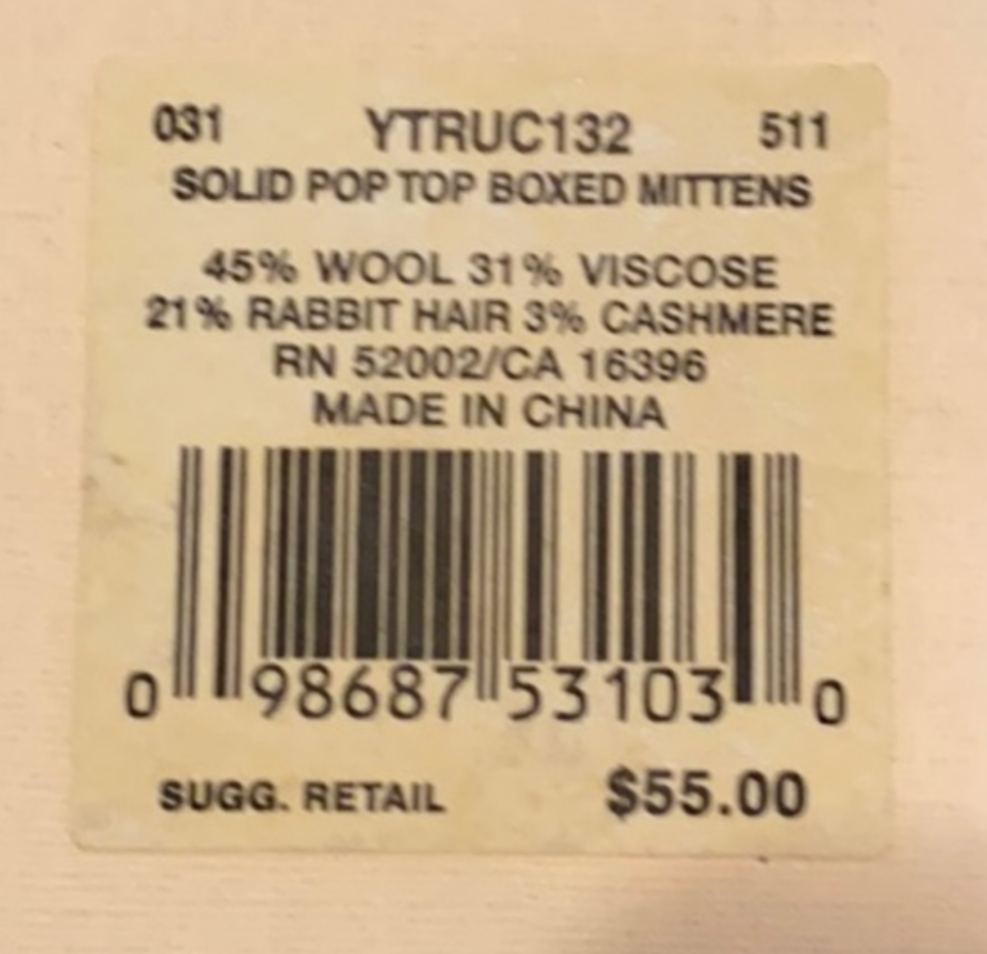 031 YTRUC132 511
SOLID POP TOP BOXED MITTENS
45% WOOL 31% VISCOSE
21% RABBIT HAIR 3% CASHMERE
RN 52002/CA 16396
MADE IN CHINA
0 98687 53103 0
SUGG. RETAIL $55.00